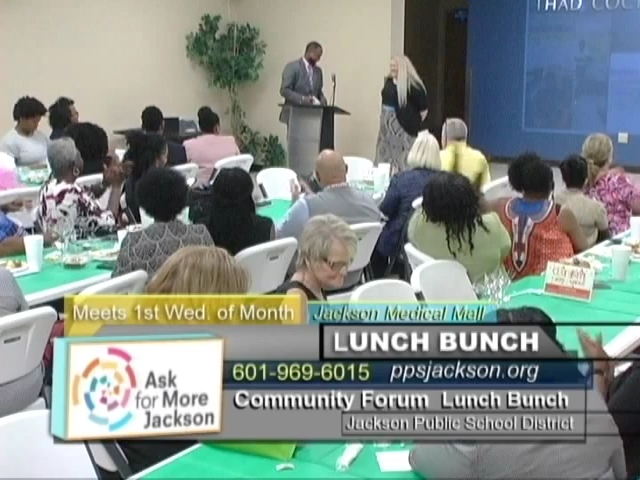 THAD COC
Meets 1st Wed. of Month
Jackson Medical Mall
LUNCH BUNCH
601-969-6015 ppsjackson.org
Ask
for More
Jackson
Community Forum Lunch Bunch
Jackson Public School District